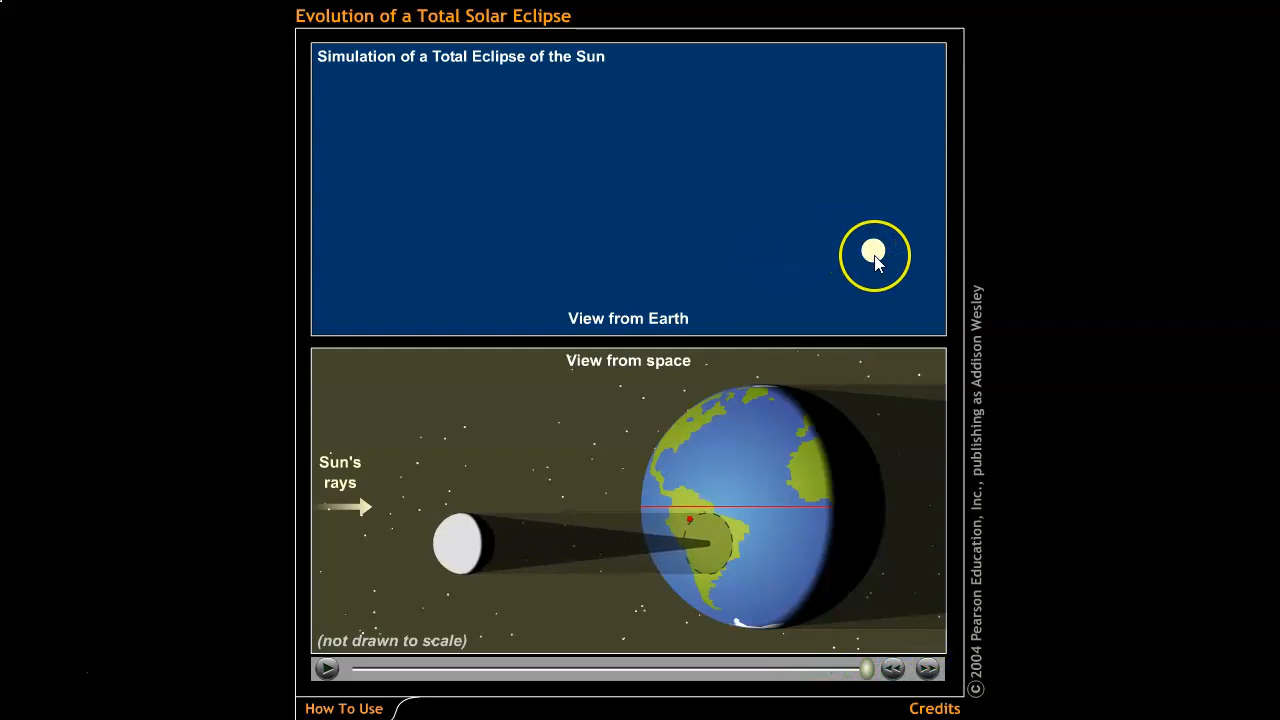 Evolution of a Total Solar Eclipse
Simulation of a Total Eclipse of the Sun
View from Earth
View from space
Sun's
rays
(not drawn to scale)
© 2004 Pearson Education, Inc., publishing as Addison Wesley
How To Use
Credits